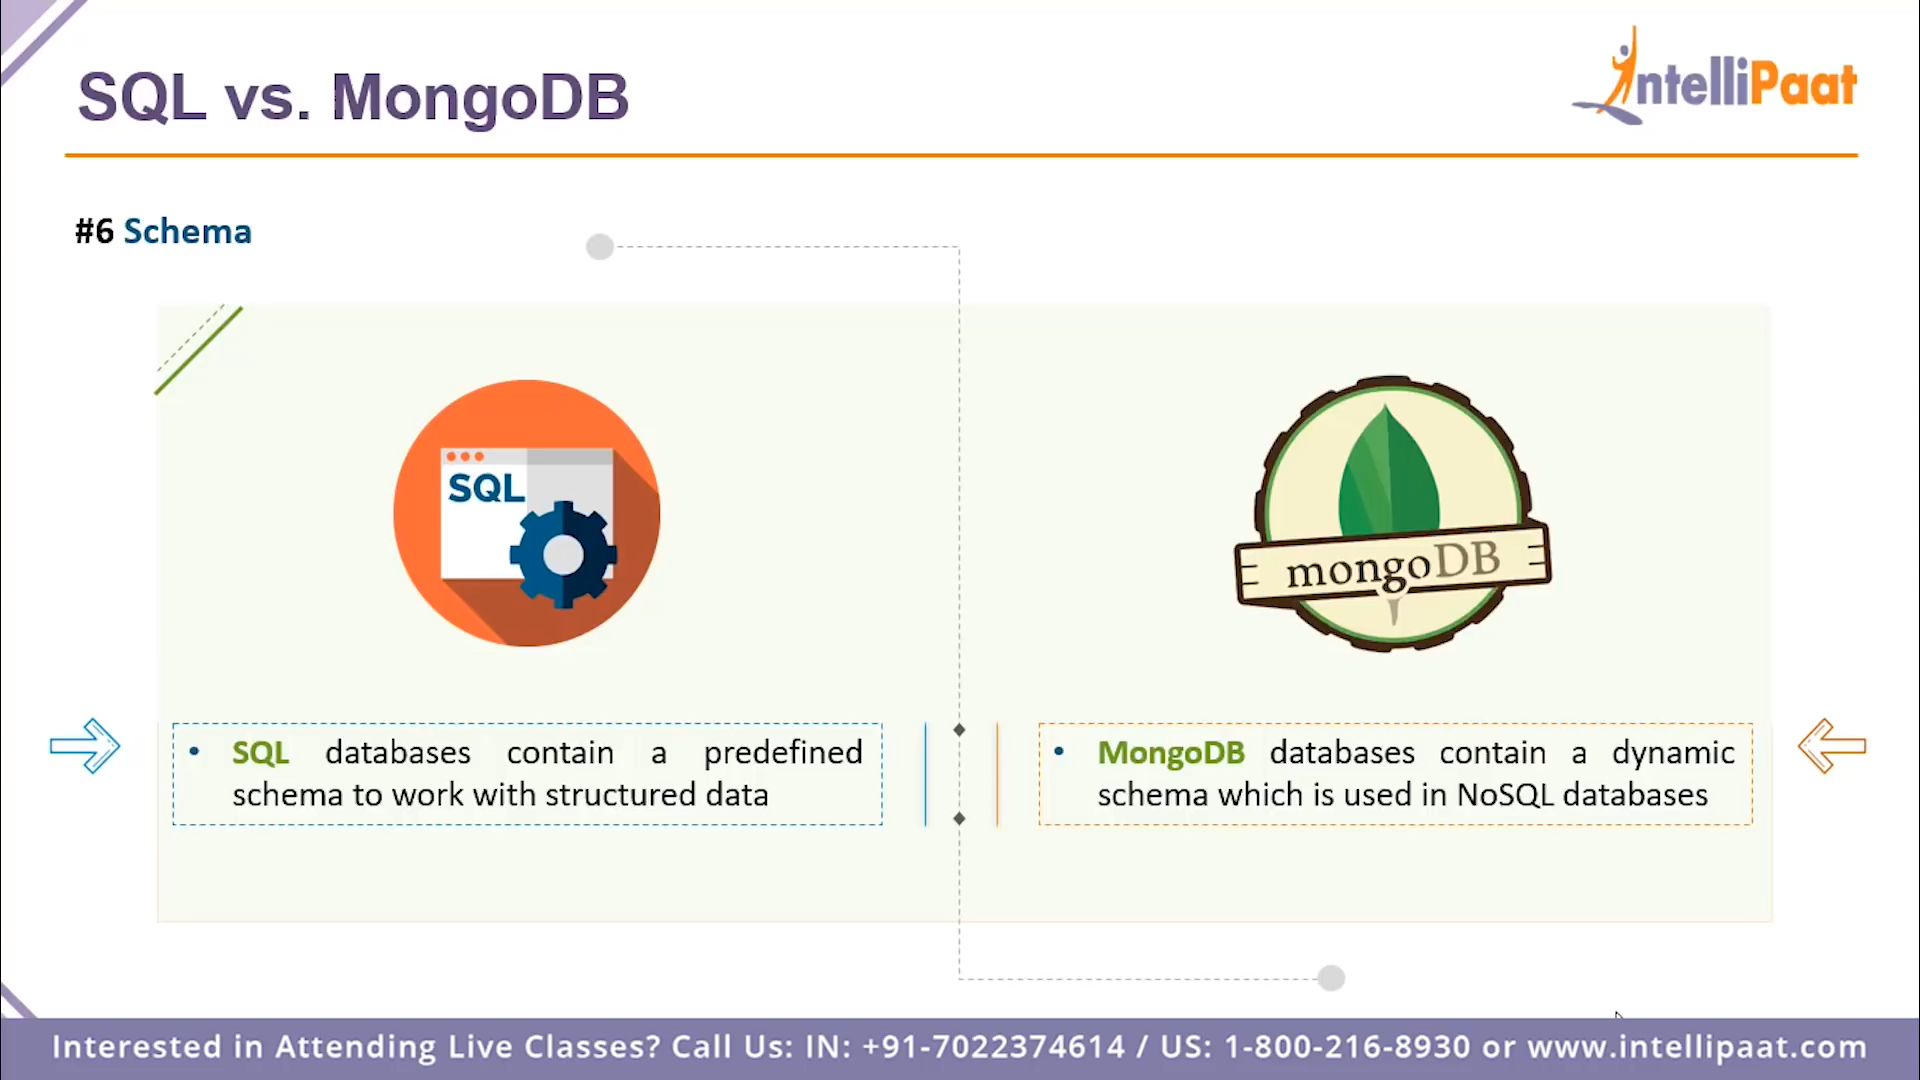 SQL vs. MongoDB
IntelliPaat
#6 Schema
SQL
mongoDB
• SQL databases contain a predefined
schema to work with structured data
• MongoDB databases contain a dynamic
schema which is used in NoSQL databases
Interested in Attending Live Classes? Call Us: IN: +91-7022374614 / US: 1-800-216-8930 or www.intellipaat.com